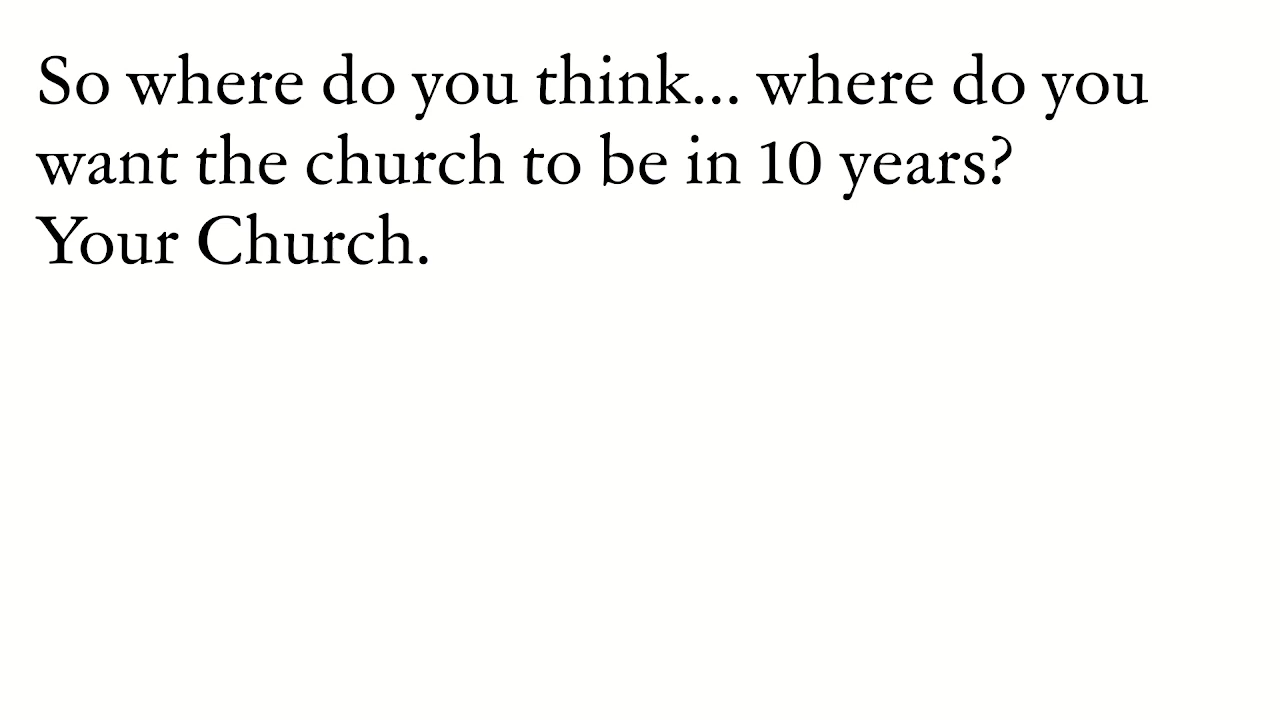 So where do you think... where do you
want the church to be in 10 years?
Your Church.